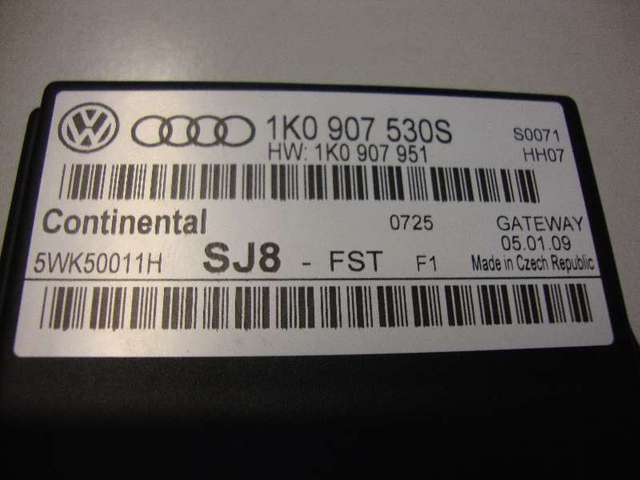 1K0 907 530S S0071
HW: 1K0 907 951 HH07
Continental 0725 GATEWAY
05.01.09
5WK50011H SJ8 - FST F1 Made in Czech Republic